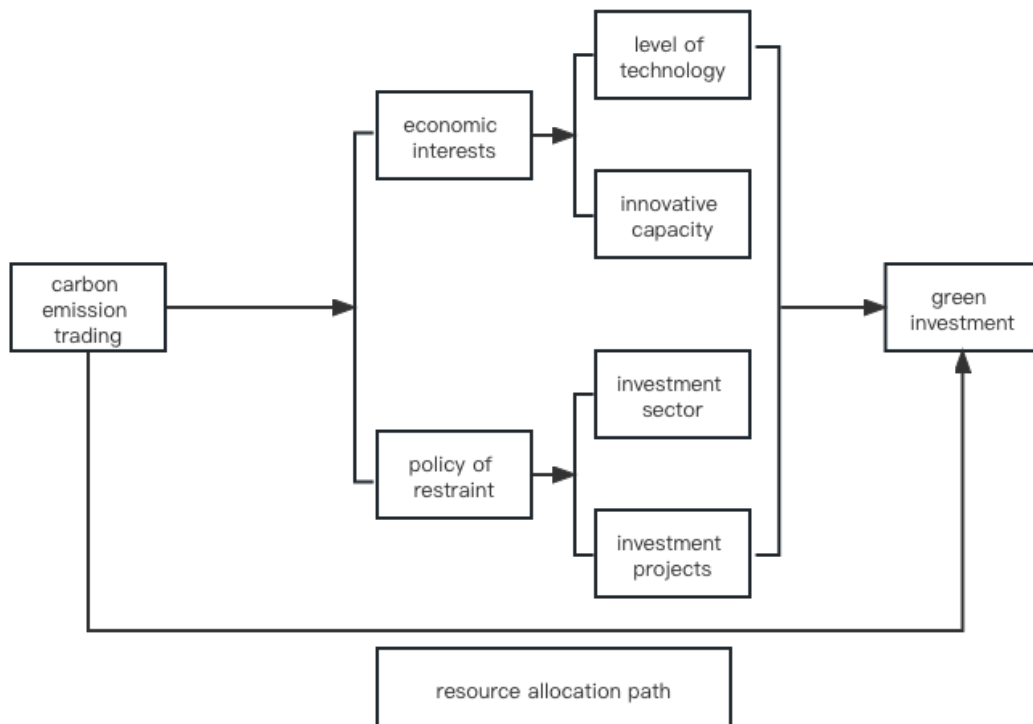 level of
technology
economic
interests
innovative
capacity
carbon
emission
trading
green
investment
investment
sector
policy of
restraint
investment
projects
resource allocation path